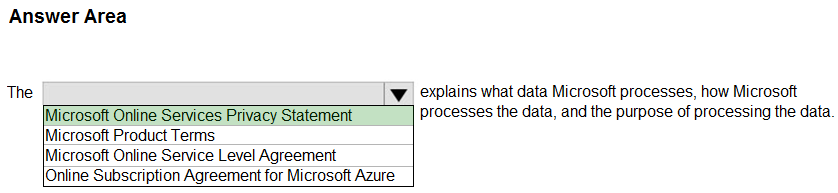 Answer Area
The
explains what data Microsoft processes, how Microsoft
processes the data, and the purpose of processing the data.
Microsoft Online Services Privacy Statement
Microsoft Product Terms
Microsoft Online Service Level Agreement
Online Subscription Agreement for Microsoft Azure